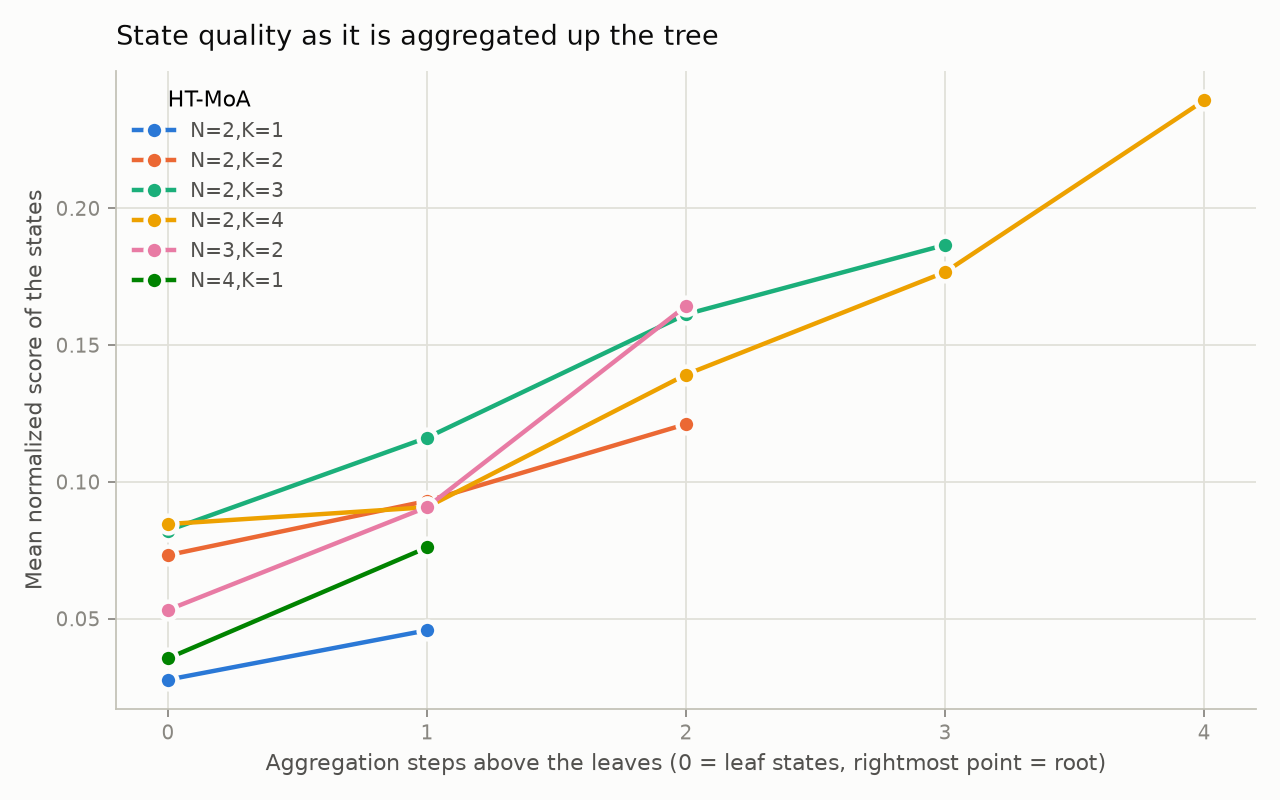 State quality as it is aggregated up the tree
HT-MoA
N=2,K=1
N=2,K=2
N=2,K=3
N=2,K=4
N=3,K=2
N=4,K=1
Mean normalized score of the states
0.20
0.15
0.10
0.05
0 1 2 3 4
Aggregation steps above the leaves (0 = leaf states, rightmost point = root)